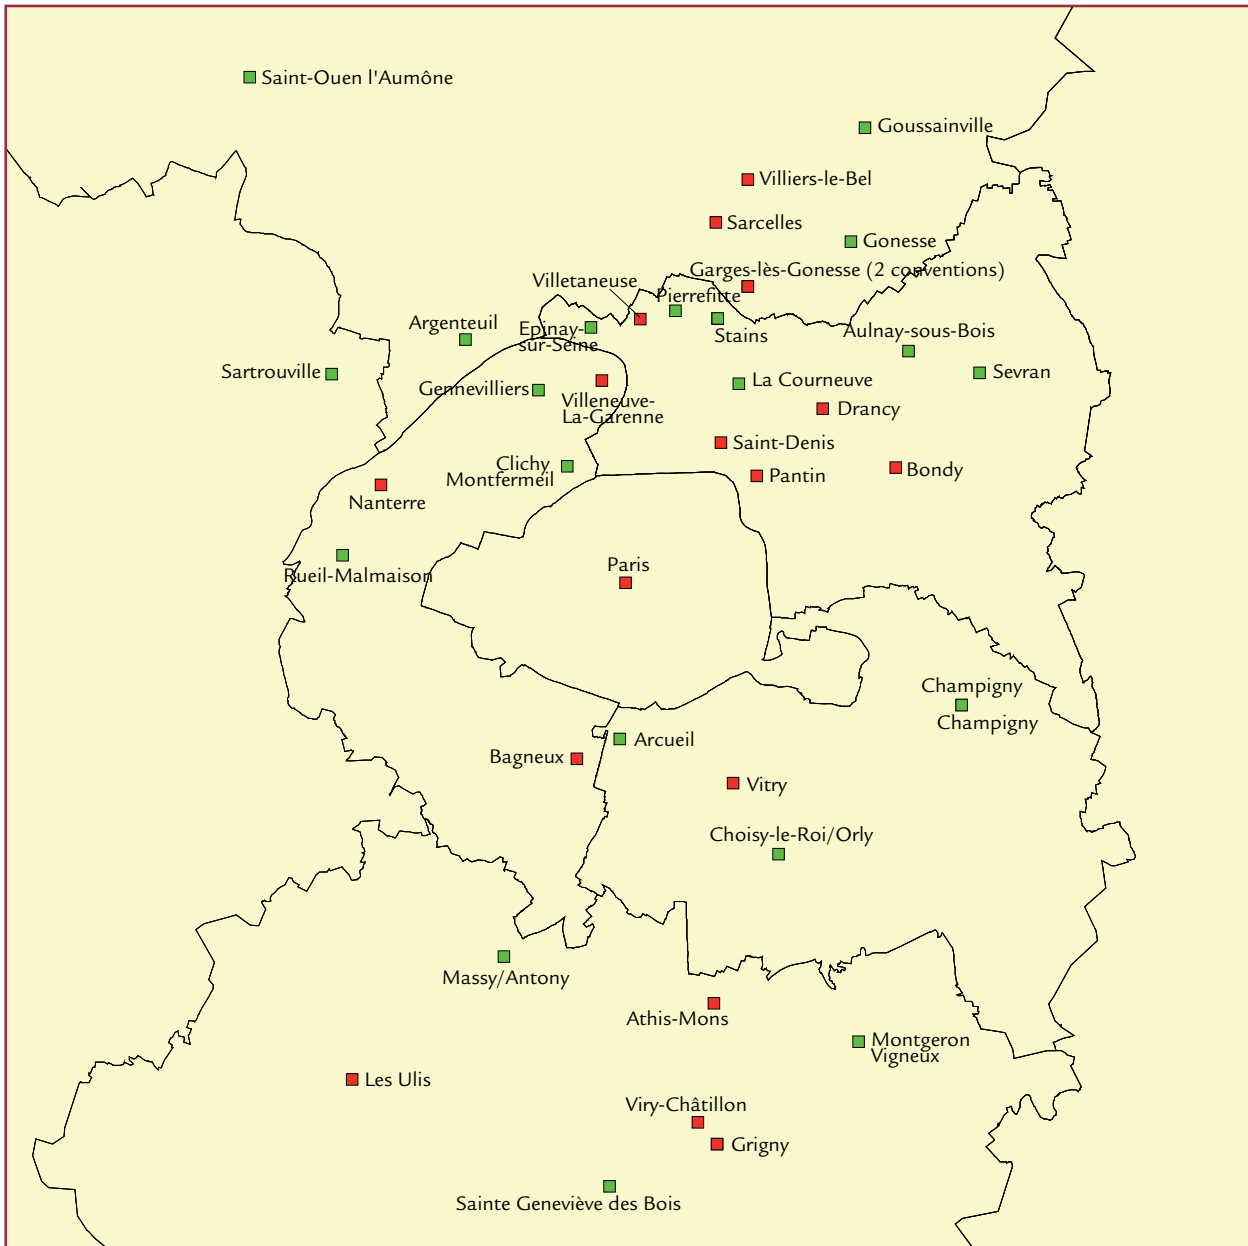 Saint-Ouen l'Aumône
Goussainville
Villiers-le-Bel
Sarcelles
Gonesse
Garges-lès-Gonesse (2 conventions)
Villetaneuse
Pierrefitte
Argenteuil
Epinay-
sur-Seine
Stains
Aulnay-sous-Bois
Sartrouville
Gennevilliers
Villeneuve-
La-Garenne
La Courneuve
Sevran
Drancy
Saint-Denis
Clichy
Montfermeil
Pantin
Bondy
Nanterre
Rueil-Malmaison
Paris
Champigny
Champigny
Arcueil
Bagneux
Vitry
Choisy-le-Roi/Orly
Massy/Antony
Athis-Mons
Montgeron
Vigneux
Les Ulis
Viry-Châtillon
Grigny
Sainte Geneviève des Bois